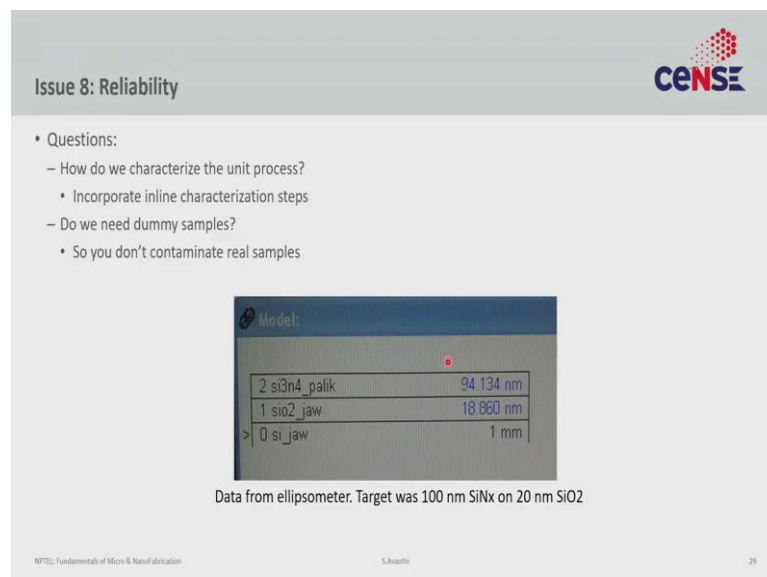 CeNSE
Issue 8: Reliability
• Questions:
– How do we characterize the unit process?
• Incorporate inline characterization steps
– Do we need dummy samples?
• So you don't contaminate real samples
Model:
2 si3n4_palik 94.134 nm
1 sio2_jaw 18.860 nm
> 0 si_jaw 1 mm
Data from ellipsometer. Target was 100 nm SiNx on 20 nm SiO2
NPTEL: Fundamentals of Micro & NanoFabrication S.Avasthi 29